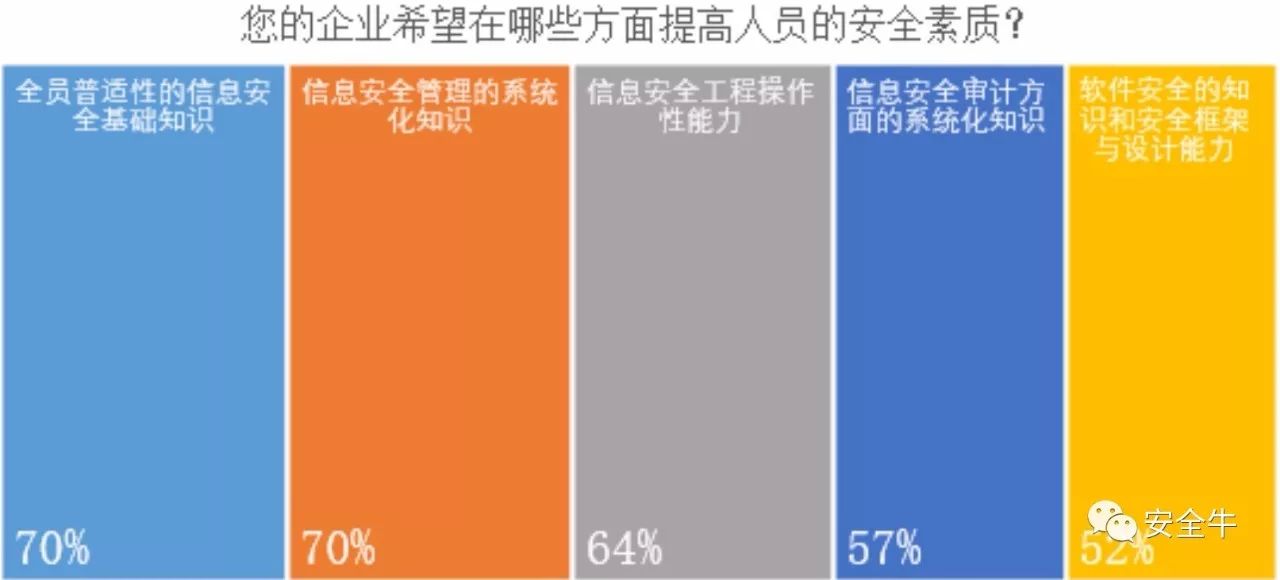 您的企业希望在哪些方面提高人员的安全素质？
全员普适性的信息安
全基础知识
信息安全管理的系统
化知识
信息安全工程操作
性能力
信息安全审计方
面的系统化知识
软件安全的知
识和安全框架
与设计能力
70%
70%
64%
57%
52%
安全牛